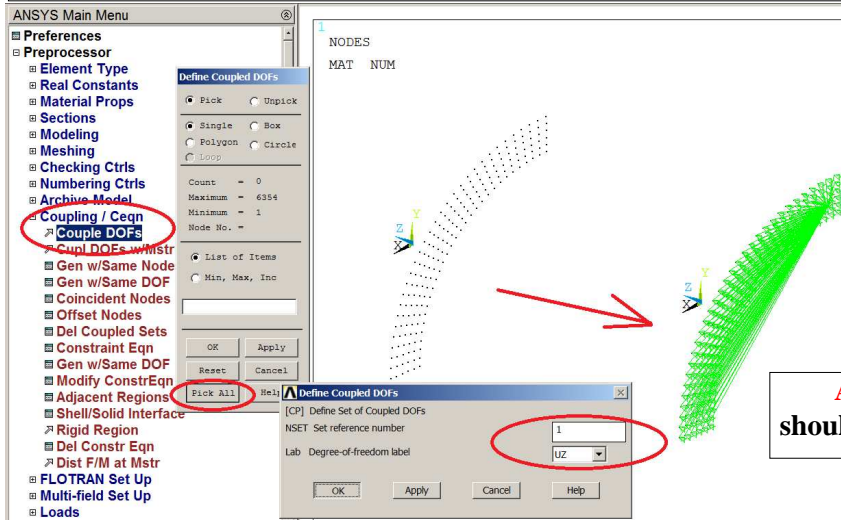 ANSYS Main Menu
Preferences
Preprocessor
Element Type
Real Constants
Material Props
Sections
Modeling
Meshing
Checking Ctrls
Numbering Ctrls
Archive Model
Coupling / Ceqn
Couple DOFs
Cupl DOFs w/Mstr
Gen w/Same Node
Gen w/Same DOF
Coincident Nodes
Offset Nodes
Del Coupled Sets
Constraint Eqn
Gen w/Same DOF
Modify ConstrEqn
Adjacent Regions
Shell/Solid Interface
Rigid Region
Del Constr Eqn
Dist F/M at Mstr
FLOTRAN Set Up
Multi-field Set Up
Loads
Define Coupled DOFs
Pick Unpick
Single Box
Polygon Circle
Loop
Count = 0
Maximum = 6354
Minimum = 1
Node No. =
List of Items
Min, Max, Inc
OK Apply
Reset Cancel
Pick All Help
1
NODES
MAT NUM
Y
Z
X
Y
Z
X
A
shoul
Define Coupled DOFs
[CP] Define Set of Coupled DOFs
NSET Set reference number 1
Lab Degree-of-freedom label UZ
OK Apply Cancel Help